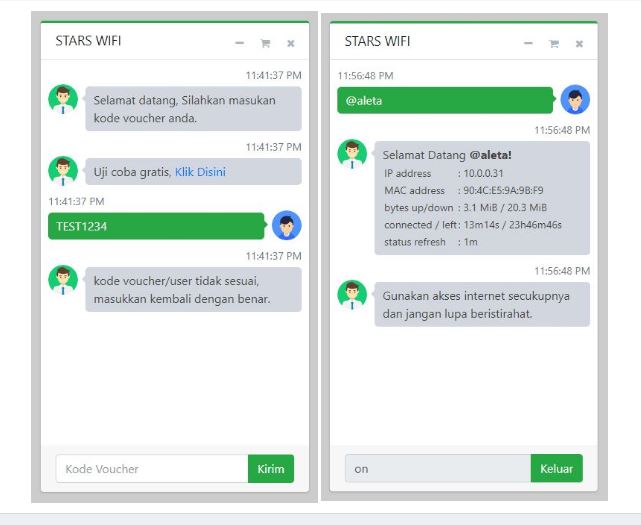 STARS WIFI
11:41:37 PM
Selamat datang, Silahkan masukan
kode voucher anda.
11:41:37 PM
Uji coba gratis, Klik Disini
11:41:37 PM
TEST1234
11:41:37 PM
kode voucher/user tidak sesuai,
masukkan kembali dengan benar.
Kode Voucher
Kirim
STARS WIFI
11:56:48 PM
@aleta
11:56:48 PM
Selamat Datang @aleta!
IP address : 10.0.0.31
MAC address : 90:4C:E5:9A:9B:F9
bytes up/down : 3.1 MiB / 20.3 MiB
connected / left : 13m14s / 23h46m46s
status refresh : 1m
11:56:48 PM
Gunakan akses internet secukupnya
dan jangan lupa beristirahat.
on
Keluar